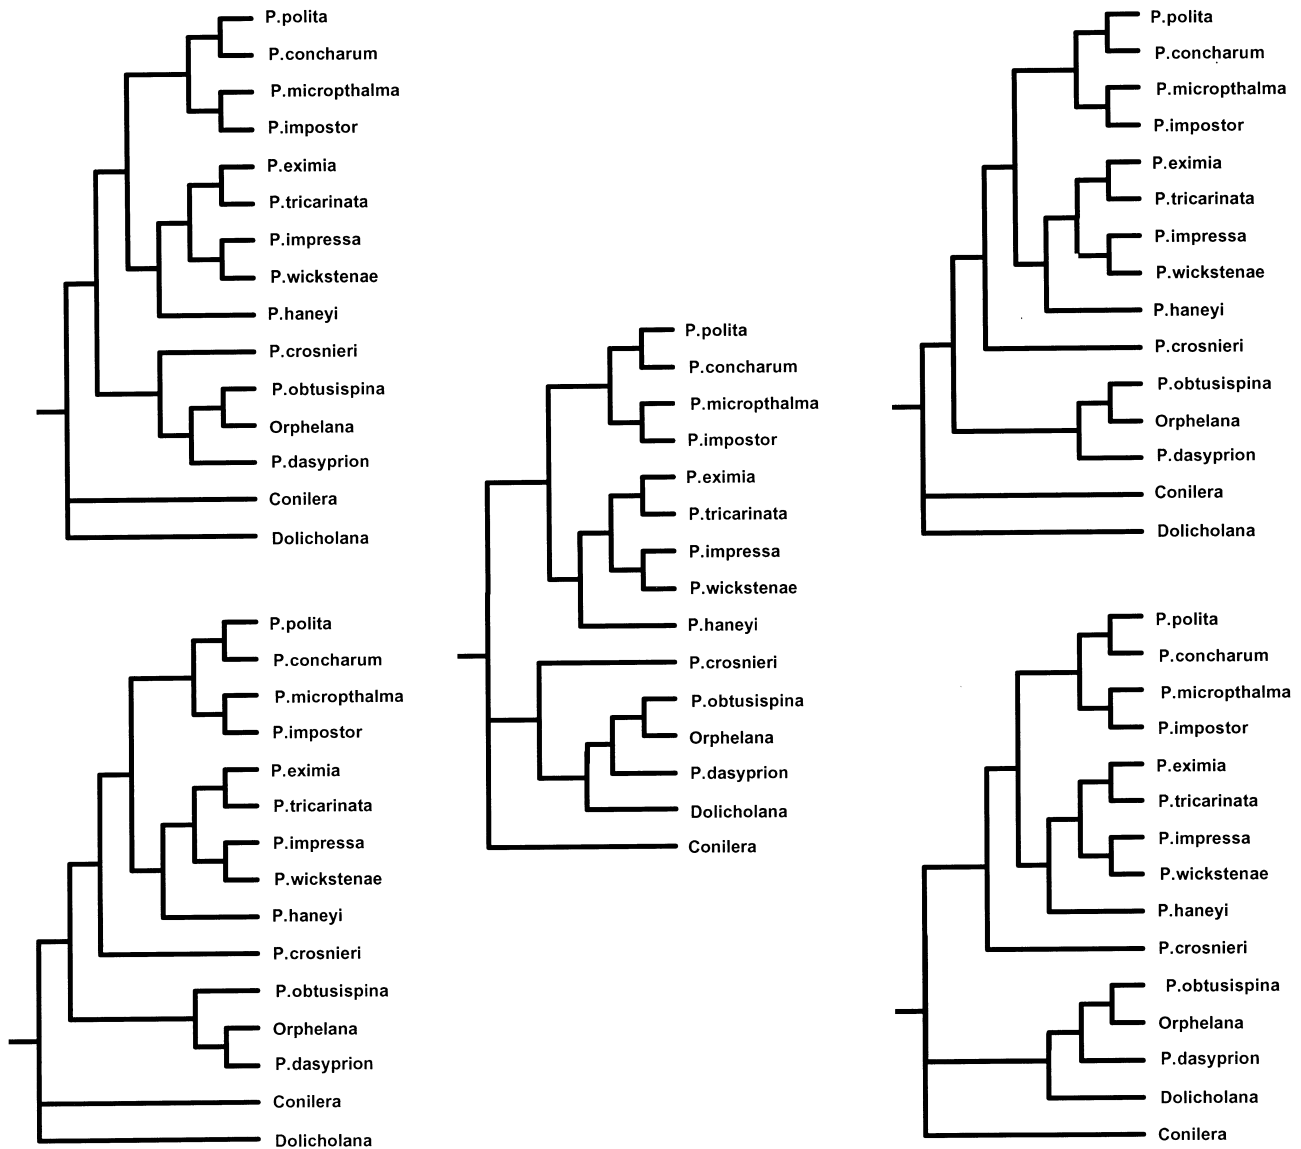 P.polita
P.concharum
P.micropthalma
P.impostor
P.eximia
P.tricarinata
P.impressa
P.wickstenae
P.haneyi
P.crosnieri
P.obtusispina
Orphelana
P.dasyprion
Conilera
Dolicholana
P.polita
P.concharum
P.micropthalma
P.impostor
P.eximia
P.tricarinata
P.impressa
P.wickstenae
P.haneyi
P.crosnieri
P.obtusispina
Orphelana
P.dasyprion
Conilera
Dolicholana
P.polita
P.concharum
P.micropthalma
P.impostor
P.eximia
P.tricarinata
P.impressa
P.wickstenae
P.haneyi
P.crosnieri
P.obtusispina
Orphelana
P.dasyprion
Dolicholana
Conilera
P.polita
P.concharum
P.micropthalma
P.impostor
P.eximia
P.tricarinata
P.impressa
P.wickstenae
P.haneyi
P.crosnieri
P.obtusispina
Orphelana
P.dasyprion
Conilera
Dolicholana
P.polita
P.concharum
P.micropthalma
P.impostor
P.eximia
P.tricarinata
P.impressa
P.wickstenae
P.haneyi
P.crosnieri
P.obtusispina
Orphelana
P.dasyprion
Dolicholana
Conilera